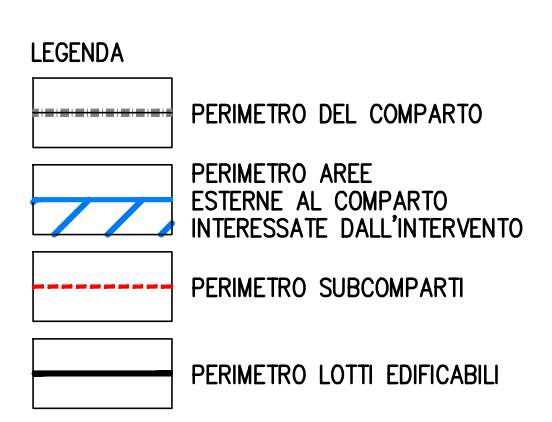 LEGENDA
PERIMETRO DEL COMPARTO
PERIMETRO AREE
ESTERNE AL COMPARTO
INTERESSATE DALL'INTERVENTO
PERIMETRO SUBCOMPARTI
PERIMETRO LOTTI EDIFICABILI